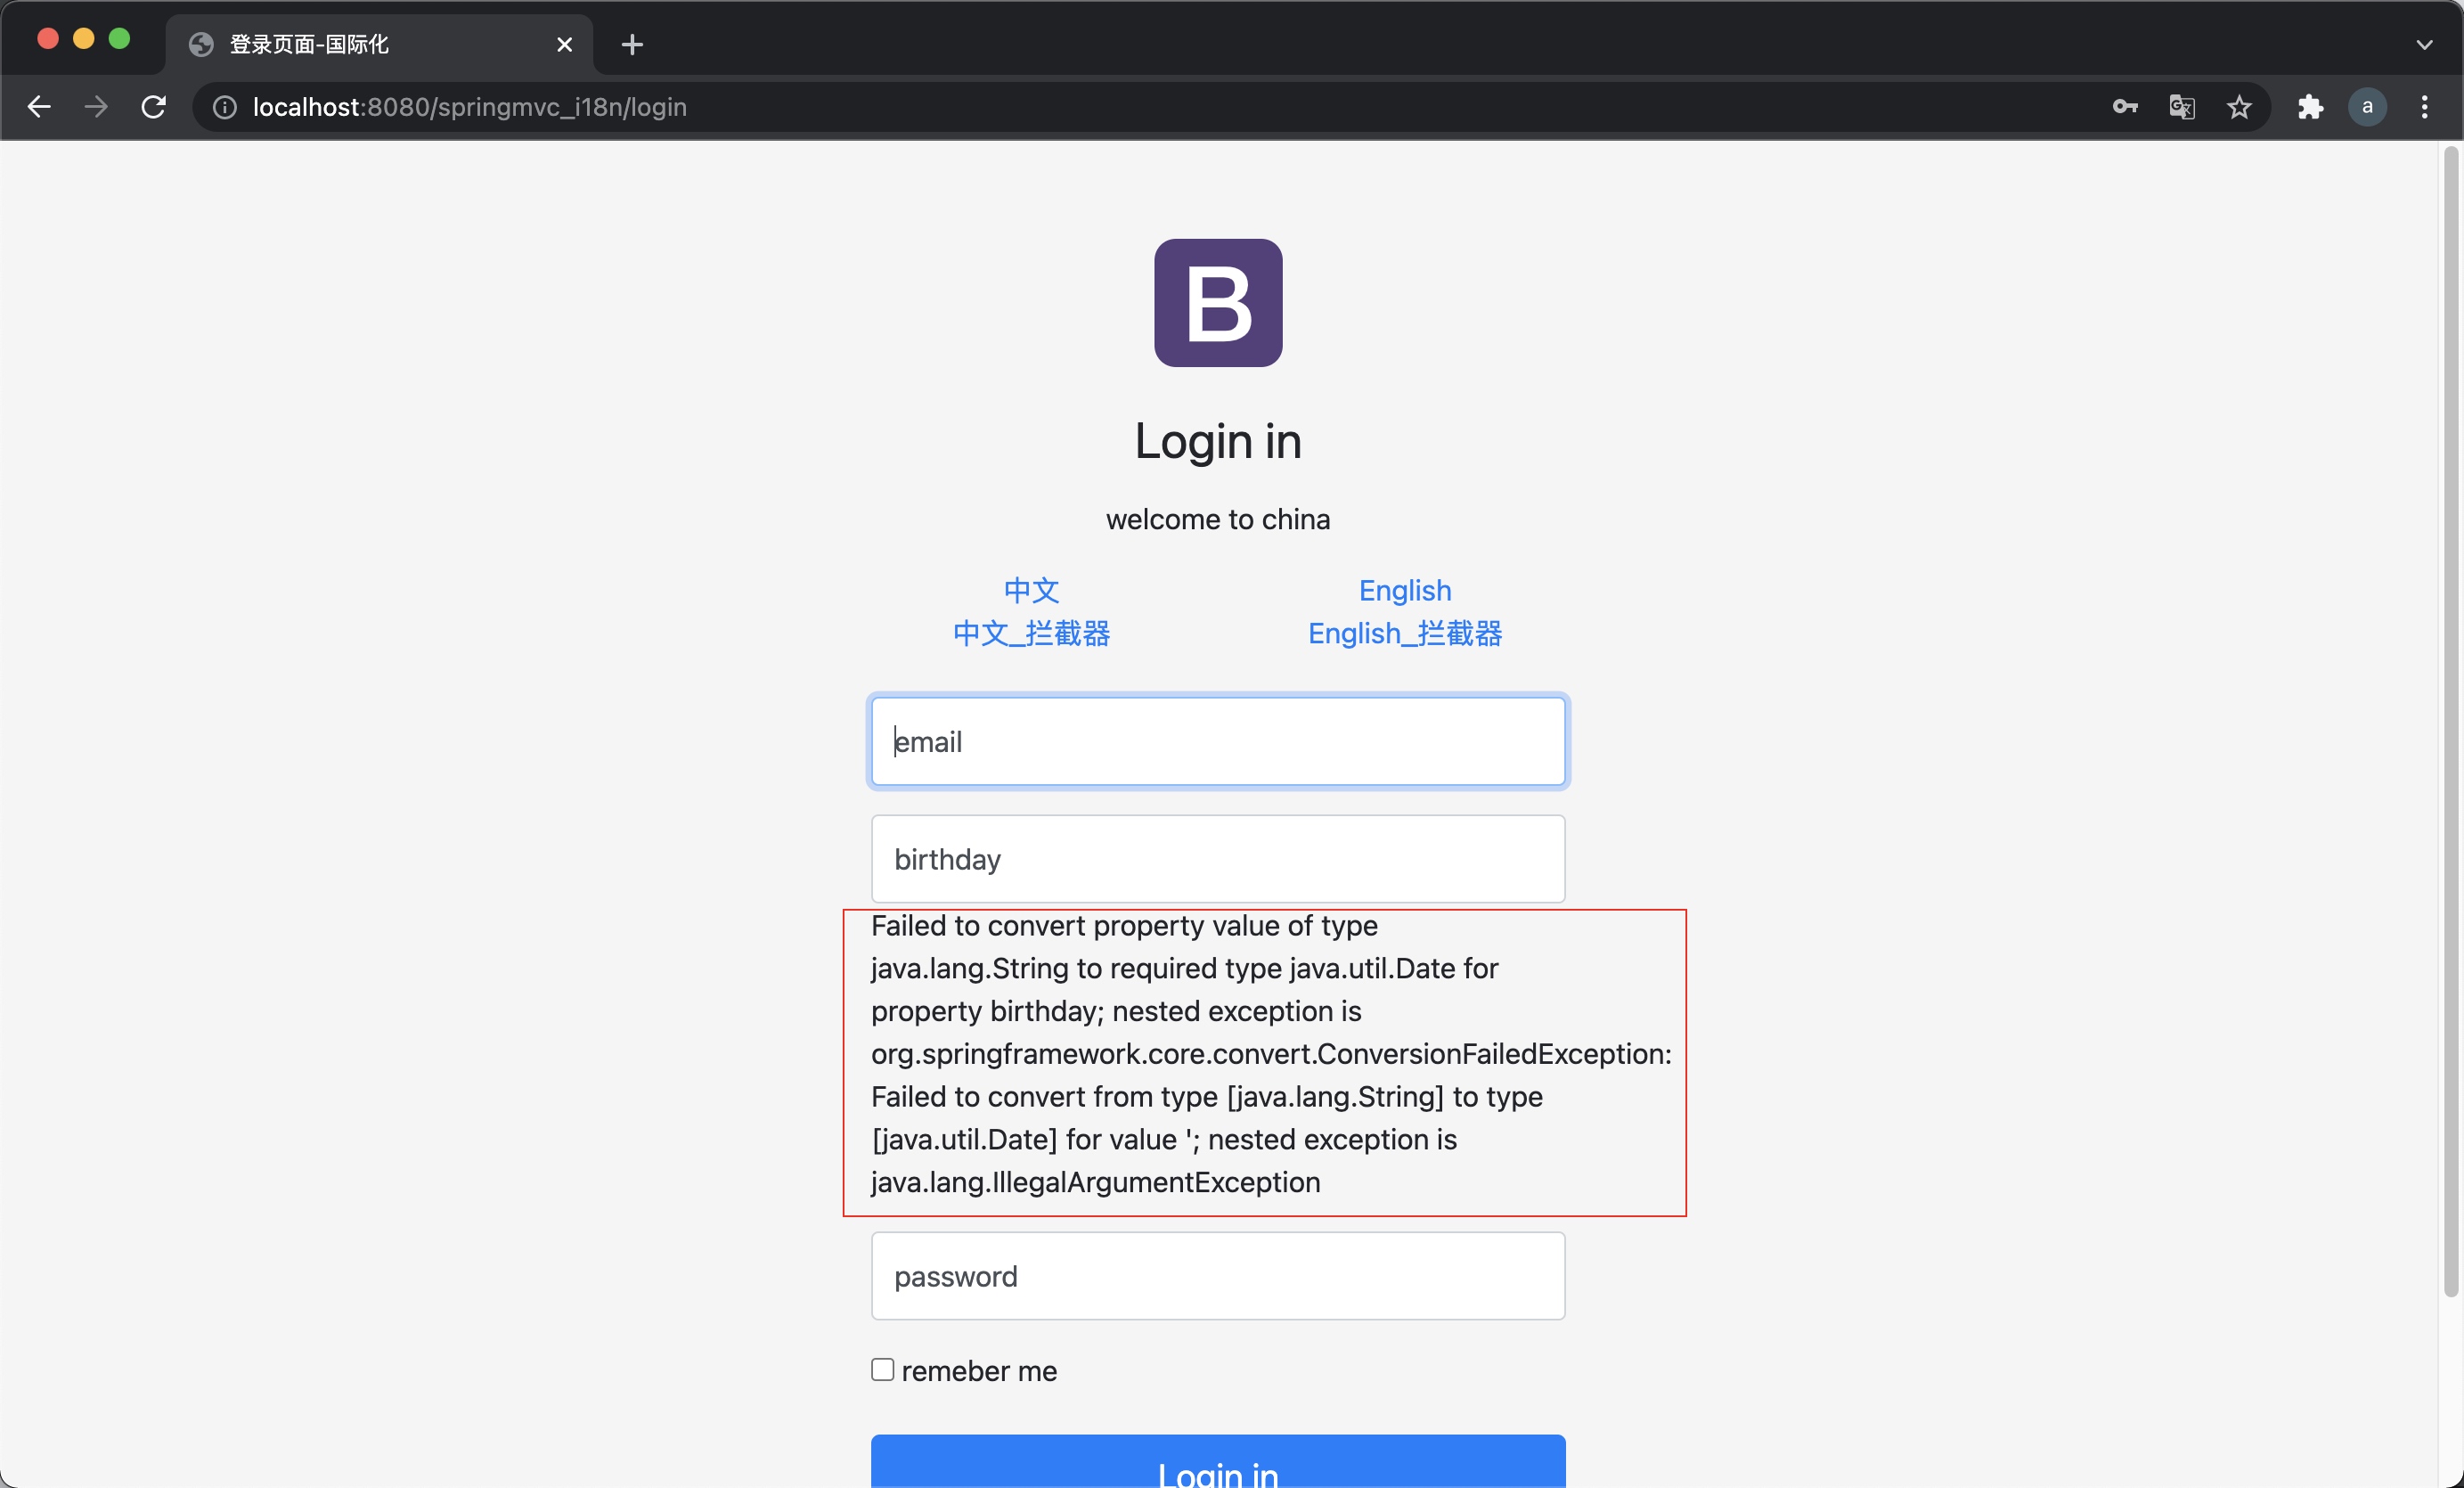 登录页面-国际化
localhost:8080/springmvc_i18n/login
a
B
Login in
welcome to china
中文 English
中文_拦截器 English_拦截器
email
birthday
Failed to convert property value of type
java.lang.String to required type java.util.Date for
property birthday; nested exception is
org.springframework.core.convert.ConversionFailedException:
Failed to convert from type [java.lang.String] to type
[java.util.Date] for value '; nested exception is
java.lang.IllegalArgumentException
password
remeber me
Login in